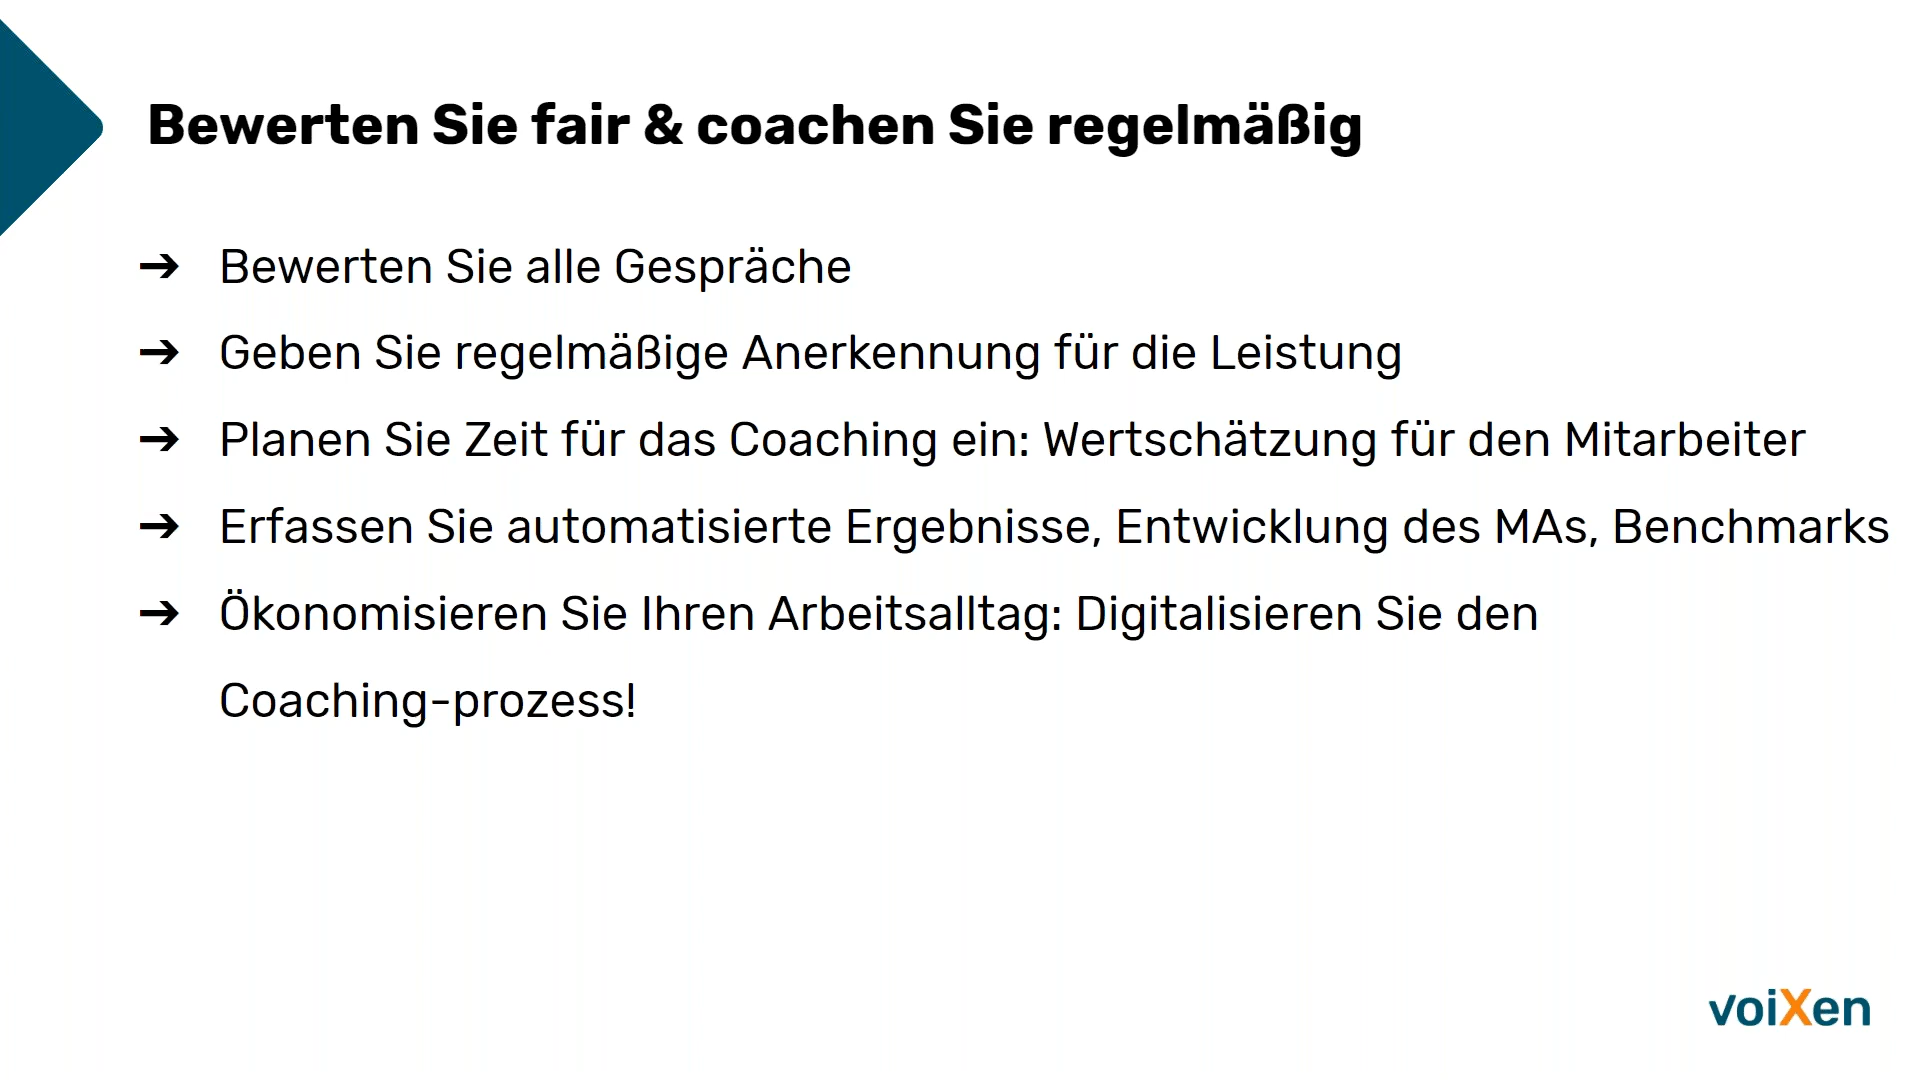 Bewerten Sie fair & coachen Sie regelmäßig
➔ Bewerten Sie alle Gespräche
➔ Geben Sie regelmäßige Anerkennung für die Leistung
➔ Planen Sie Zeit für das Coaching ein: Wertschätzung für den Mitarbeiter
➔ Erfassen Sie automatisierte Ergebnisse, Entwicklung des MAs, Benchmarks
➔ Ökonomisieren Sie Ihren Arbeitsalltag: Digitalisieren Sie den
Coaching-prozess!
voiXen